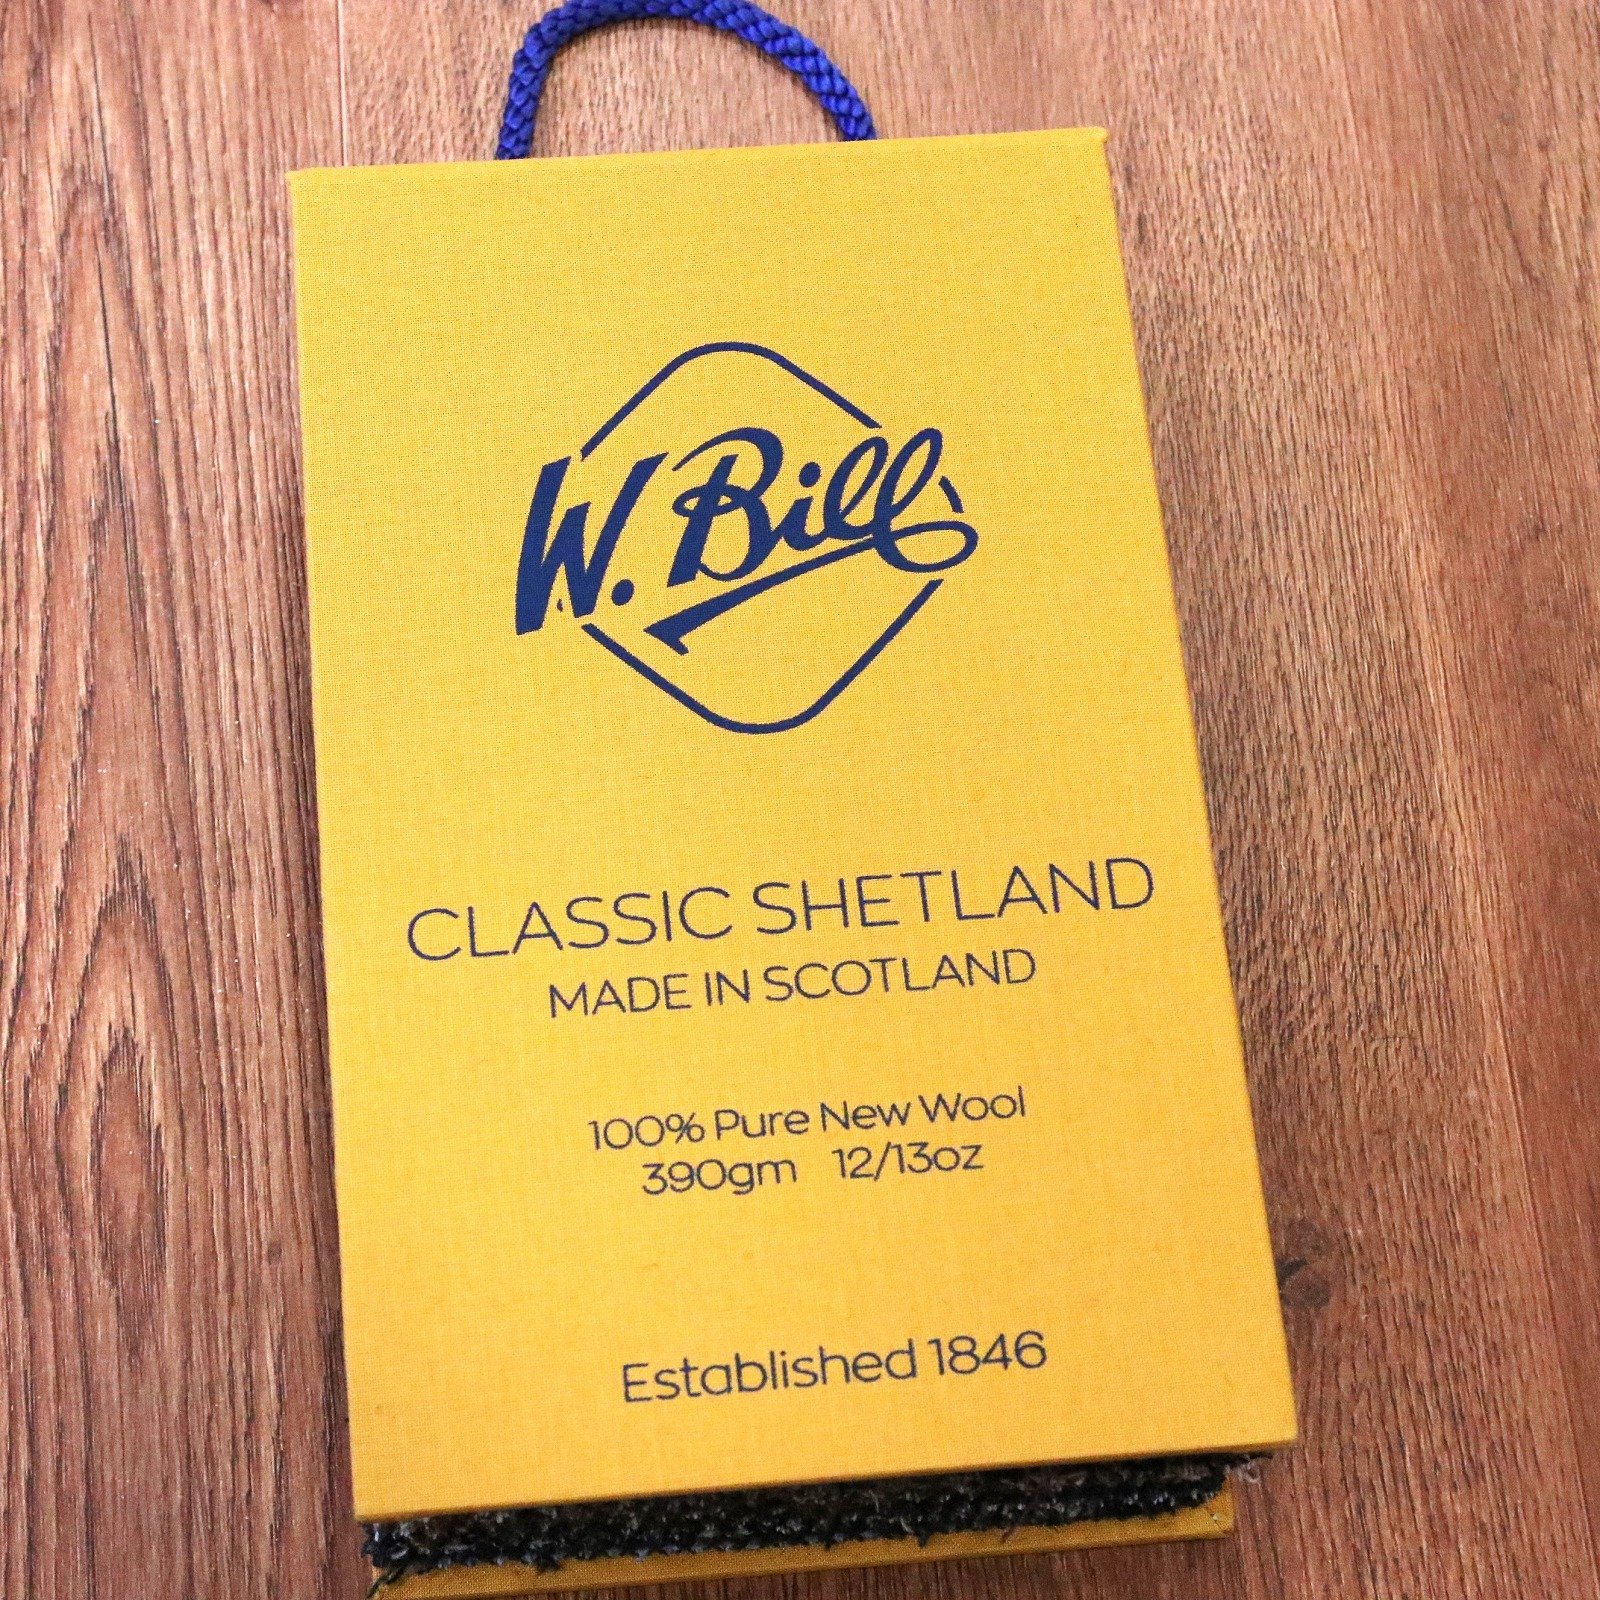 W. Bill
CLASSIC SHETLAND
MADE IN SCOTLAND
100% Pure New Wool
390gm 12/13oz
Established 1846